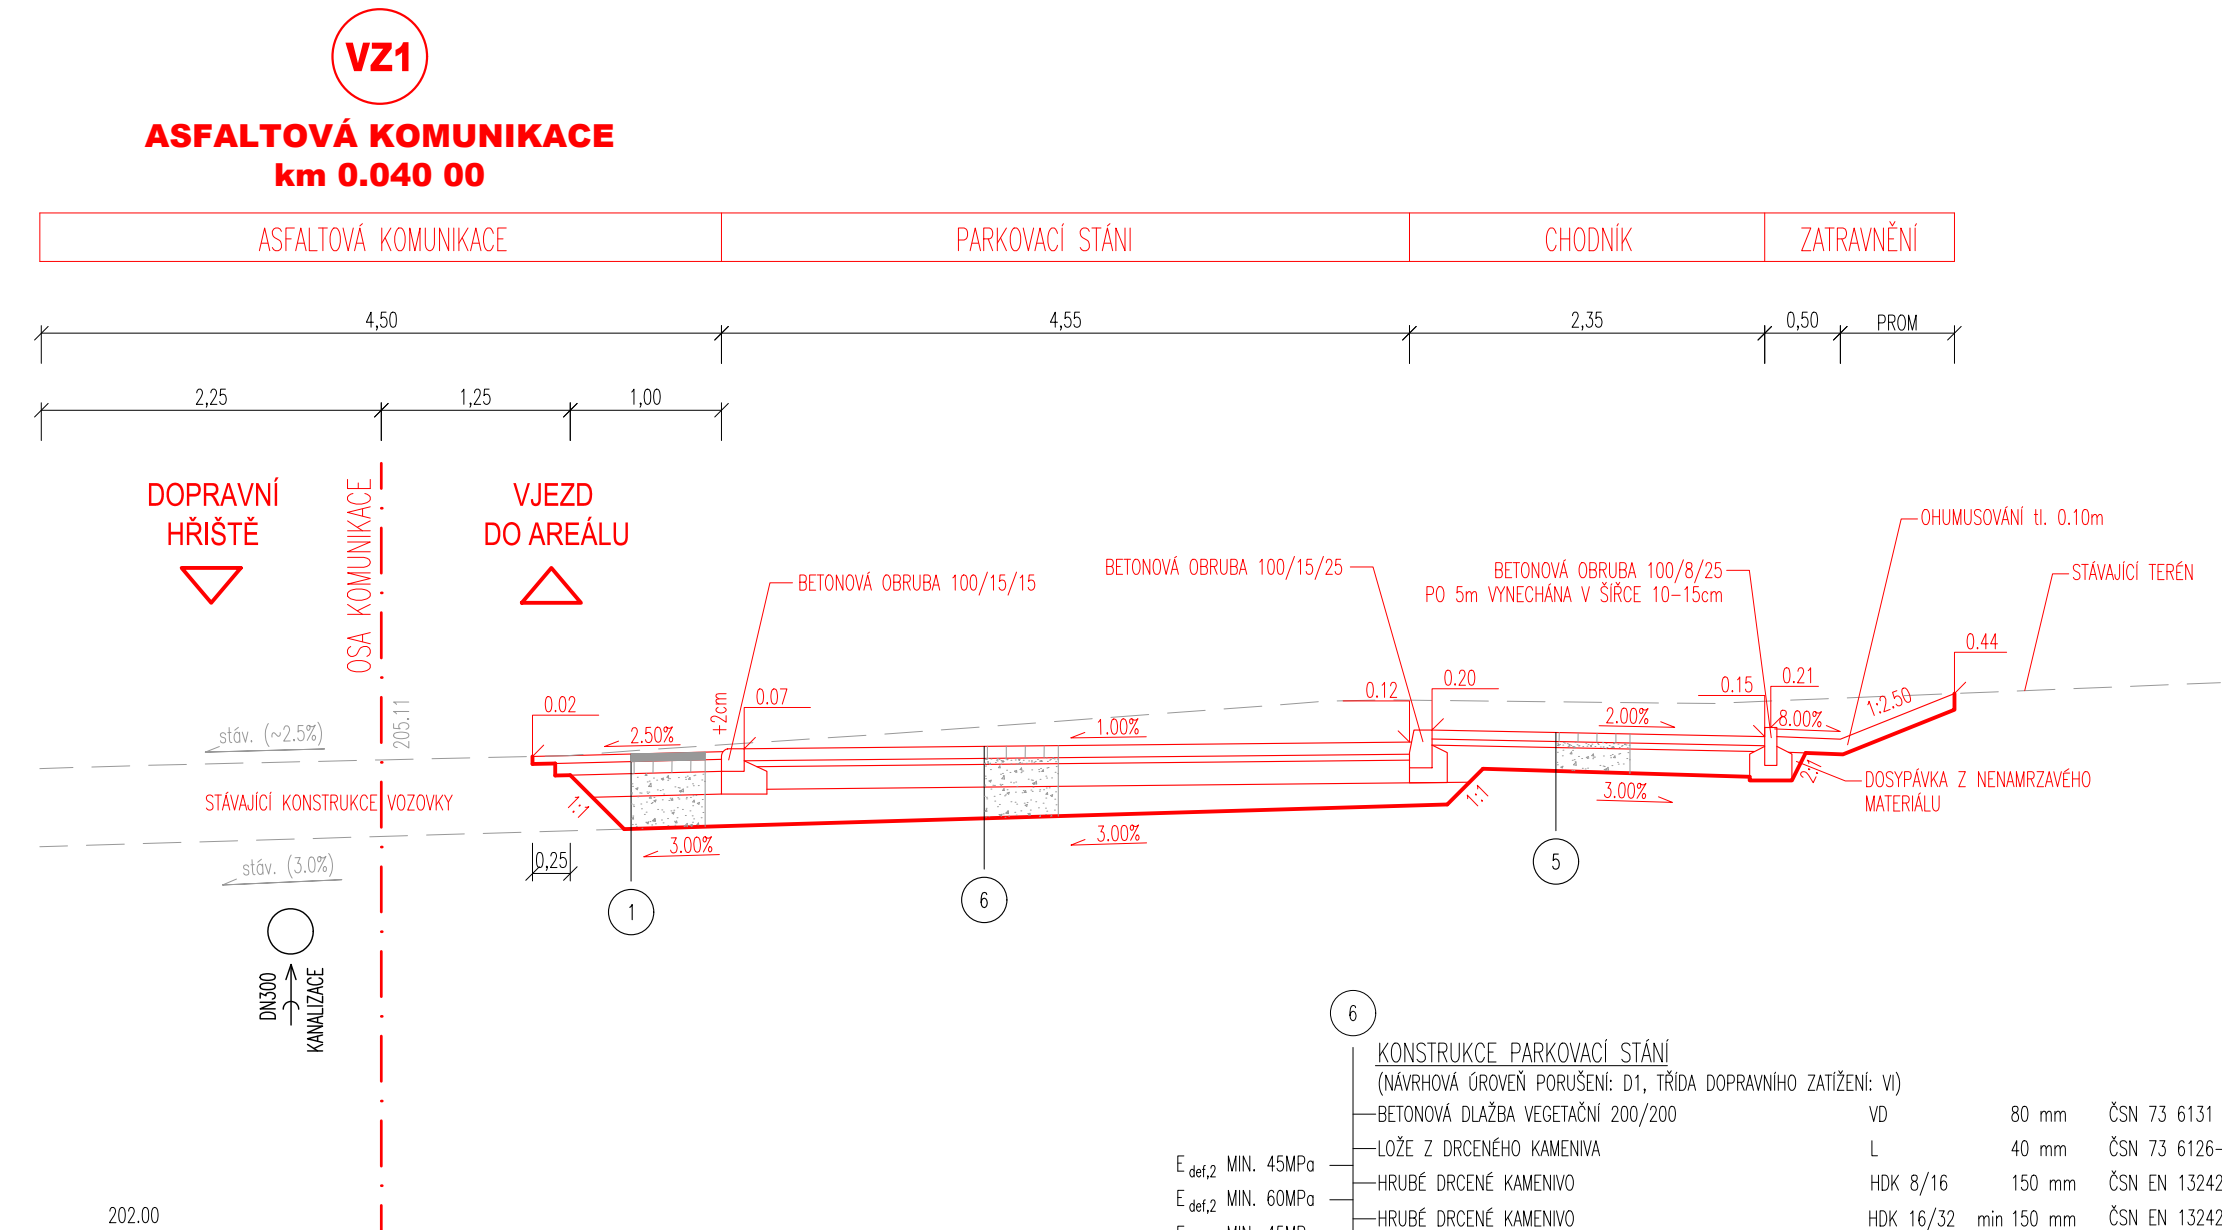 VZ1
ASFALTOVÁ KOMUNIKACE
km 0.040 00
ASFALTOVÁ KOMUNIKACE
PARKOVACÍ STÁNI
CHODNÍK
ZATRAVNĚNÍ
4,50
4,55
2,35
0,50
PROM
2,25
1,25
1,00
DOPRAVNÍ
HŘIŠTĚ
OSA KOMUNIKACE
VJEZD
DO AREÁLU
BETONOVÁ OBRUBA 100/15/15
BETONOVÁ OBRUBA 100/15/25
BETONOVÁ OBRUBA 100/8/25
PO 5m VYNECHÁNA V ŠÍŘCE 10-15cm
OHUMUSOVÁNÍ tl. 0.10m
STÁVAJÍCÍ TERÉN
0.02
+2cm
0.07
0.12
0.20
0.15
0.21
0.44
205.11
stáv. (~2.5%)
2.50%
1.00%
2.00%
8.00%
1:2.50
STÁVAJÍCÍ KONSTRUKCE VOZOVKY
1:1
1:1
2:1
DOSYPÁVKA Z NENAMRZAVÉHO
MATERIÁLU
stáv. (3.0%)
3.00%
3.00%
3.00%
0,25
1
6
5
DN300
KANALIZACE
6
KONSTRUKCE PARKOVACÍ STÁNÍ
(NÁVRHOVÁ ÚROVEŇ PORUŠENÍ: D1, TŘÍDA DOPRAVNÍHO ZATÍŽENÍ: VI)
BETONOVÁ DLAŽBA VEGETAČNÍ 200/200 VD 80 mm ČSN 73 6131
LOŽE Z DRCENÉHO KAMENIVA L 40 mm ČSN 73 6126-
E def,2 MIN. 45MPa
HRUBÉ DRCENÉ KAMENIVO HDK 8/16 150 mm ČSN EN 13242
E def,2 MIN. 60MPa
HRUBÉ DRCENÉ KAMENIVO HDK 16/32 min 150 mm ČSN EN 13242
202.00